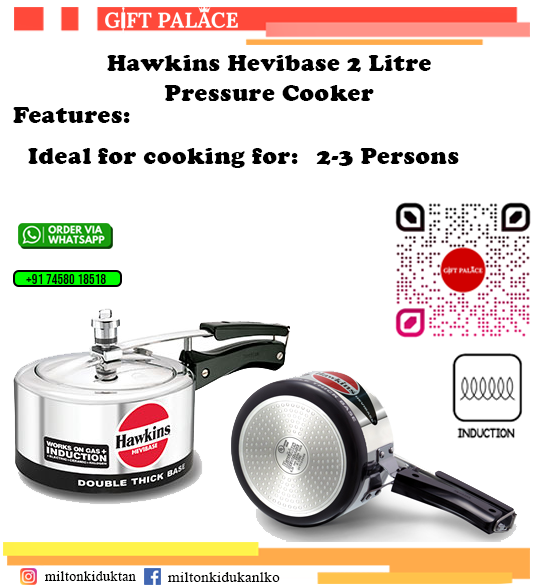 GIFT PALACE
Hawkins Hevibase 2 Litre
Pressure Cooker
Features:
Ideal for cooking for: 2-3 Persons
ORDER VIA
WHATSAPP
+91 74580 18518
GIFT PALACE
INDUCTION
Hawkins
HEVIBASE
WORKS ON GAS +
INDUCTION
DOUBLE THICK BASE
Hawkins
miltonkiduktan
miltonkidukanlko